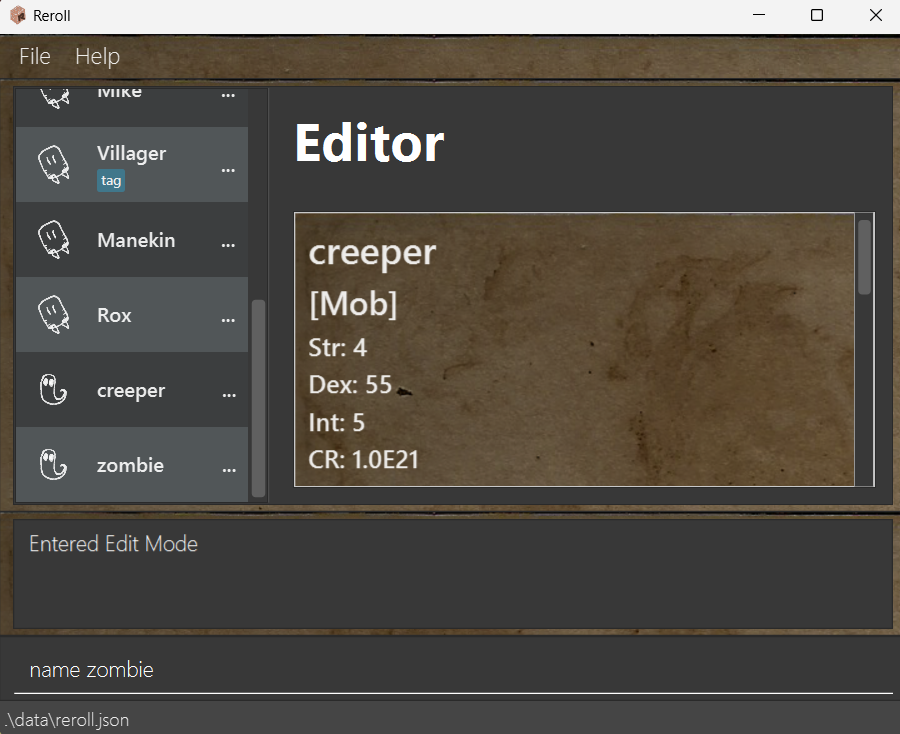 Reroll
File Help
Mike
...
Villager
tag
...
Manekin
...
Rox
...
creeper
...
zombie
...
Editor
creeper
[Mob]
Str: 4
Dex: 55
Int: 5
CR: 1.0E21
Entered Edit Mode
name zombie
.\data\reroll.json